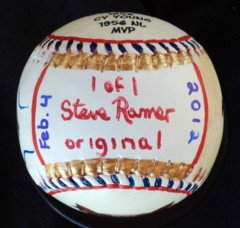 CY YOUNG
1956 NL
MVP
1 of 1
Steve Ramer
original
Feb. 4
2012